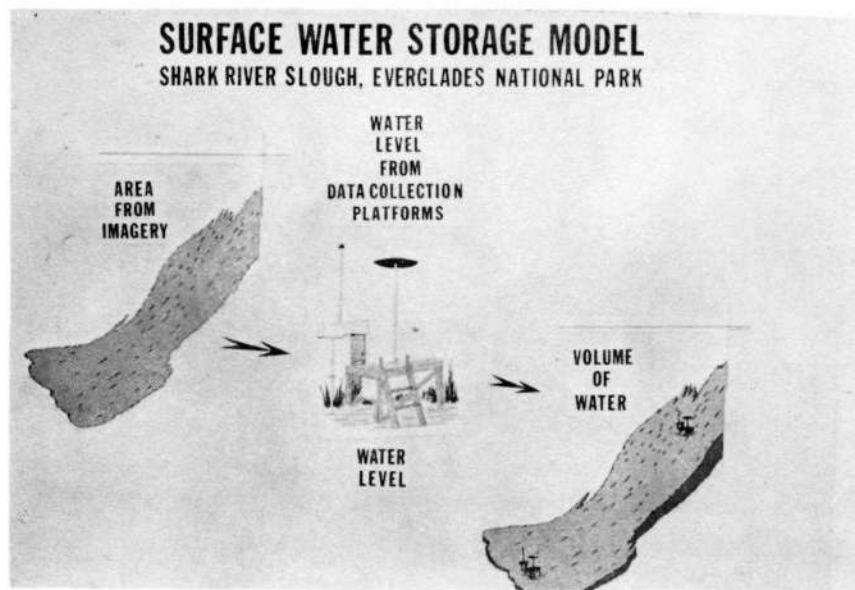 SURFACE WATER STORAGE MODEL
SHARK RIVER SLOUGH, EVERGLADES NATIONAL PARK
AREA
FROM
IMAGERY
WATER
LEVEL
FROM
DATA COLLECTION
PLATFORMS
WATER
LEVEL
VOLUME
OF
WATER